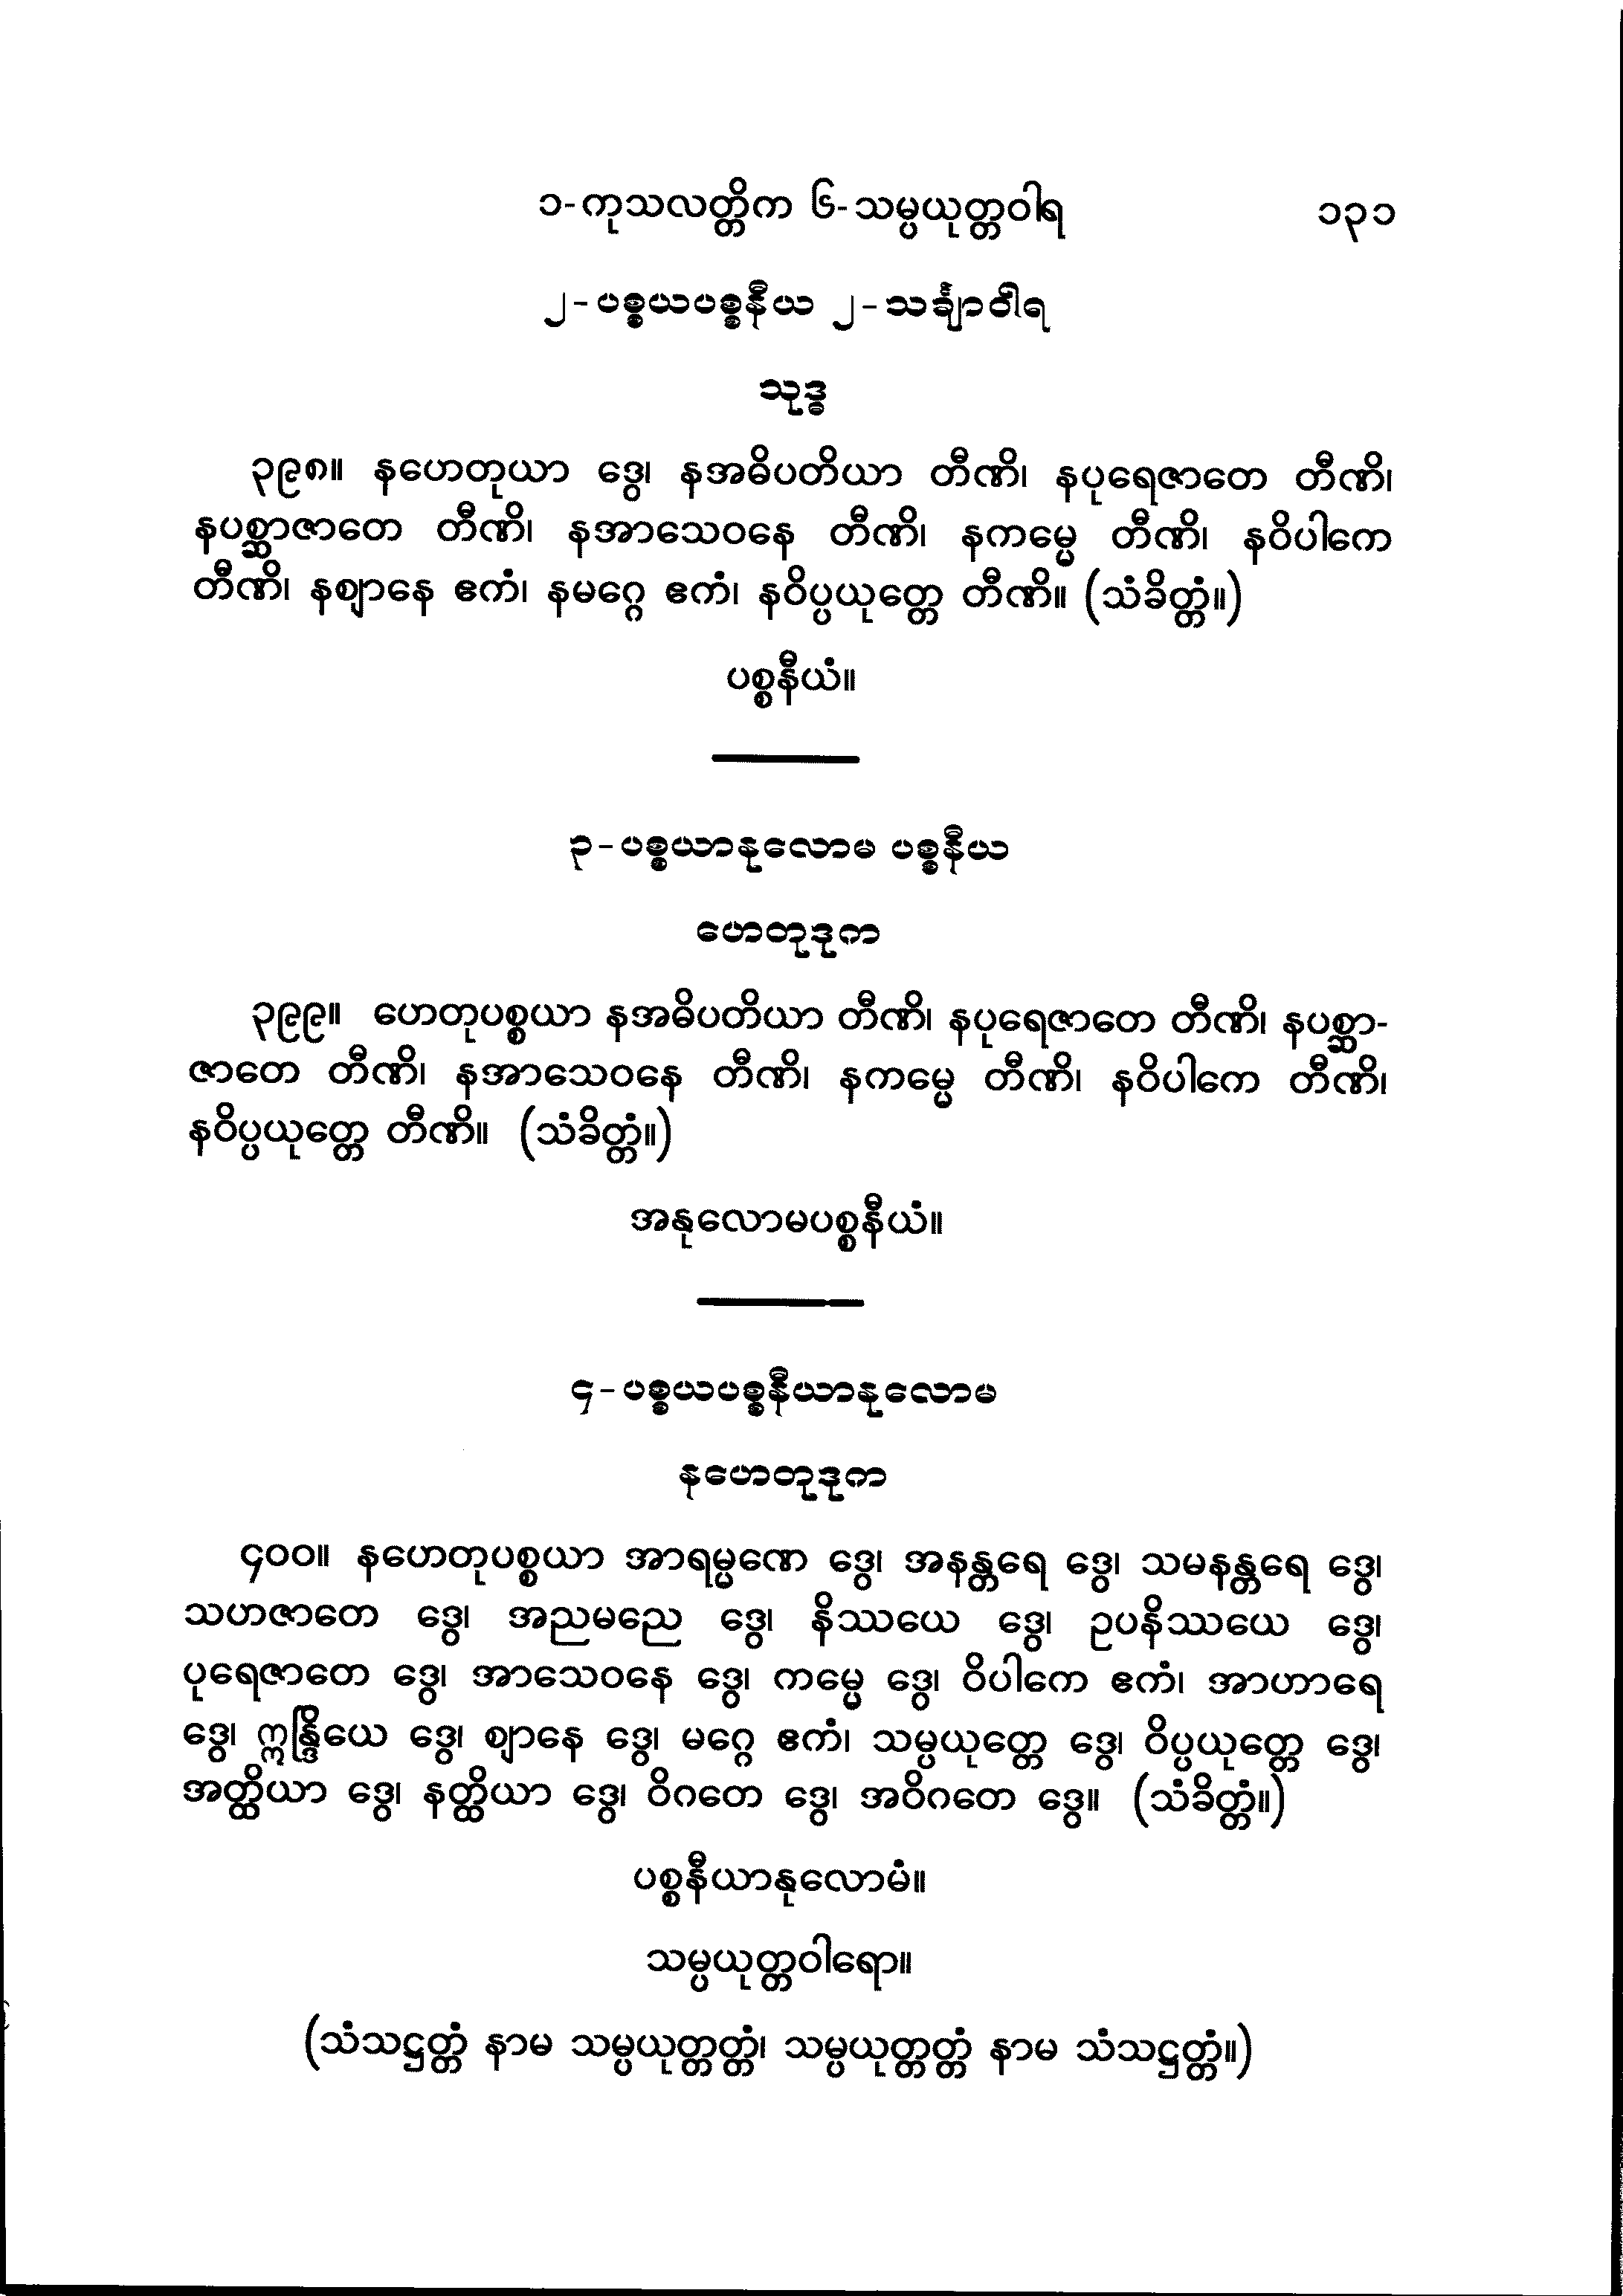 ၁-ကုသလတ္တိက ၆-သမ္ပယုတ္တဝါရ ၁၃၁
၂-ပစ္စယပစ္စနီယ ၂-သင်္ချာဝါရ
သုဒ္ဓ
၃၉၈။ နဟေတုယာ ဒွေ၊ နအဓိပတိယာ တီဏိ၊ နပုရေဇာတေ တီဏိ၊
နပစ္ဆာဇာတေ တီဏိ၊ နအာသေဝနေ တီဏိ၊ နကမ္မေ တီဏိ၊ နဝိပါကေ
တီဏိ၊ နဈာနေ ဧကံ၊ နမဂ္ဂေ ဧကံ၊ နဝိပ္ပယုတ္တေ တီဏိ။ (သံခိတ္တံ။)
ပစ္စနီယံ။
၃-ပစ္စယာနုလောမ ပစ္စနီယ
ဟေတုဒုက
၃၉၉။ ဟေတုပစ္စယာ နအဓိပတိယာ တီဏိ၊ နပုရေဇာတေ တီဏိ၊ နပစ္ဆာ-
ဇာတေ တီဏိ၊ နအာသေဝနေ တီဏိ၊ နကမ္မေ တီဏိ၊ နဝိပါကေ တီဏိ၊
နဝိပ္ပယုတ္တေ တီဏိ။ (သံခိတ္တံ။)
အနုလောမပစ္စနီယံ။
၄-ပစ္စယပစ္စနီယာနုလောမ
နဟေတုဒုက
၄၀၀။ နဟေတုပစ္စယာ အာရမ္မဏေ ဒွေ၊ အနန္တရေ ဒွေ၊ သမနန္တရေ ဒွေ၊
သဟဇာတေ ဒွေ၊ အညမညေ ဒွေ၊ နိဿယေ ဒွေ၊ ဥပနိဿယေ ဒွေ၊
ပုရေဇာတေ ဒွေ၊ အာသေဝနေ ဒွေ၊ ကမ္မေ ဒွေ၊ ဝိပါကေ ဧကံ၊ အာဟာရေ
ဒွေ၊ ဣန္ဒြိယေ ဒွေ၊ ဈာနေ ဒွေ၊ မဂ္ဂေ ဧကံ၊ သမ္ပယုတ္တေ ဒွေ၊ ဝိပ္ပယုတ္တေ ဒွေ၊
အတ္ထိယာ ဒွေ၊ နတ္ထိယာ ဒွေ၊ ဝိဂတေ ဒွေ၊ အဝိဂတေ ဒွေ။ (သံခိတ္တံ။)
ပစ္စနီယာနုလောမံ။
သမ္ပယုတ္တဝါရော။
(သံသဋ္ဌတ္တံ နာမ သမ္ပယုတ္တတ္တံ၊ သမ္ပယုတ္တတ္တံ နာမ သံသဋ္ဌတ္တံ။)